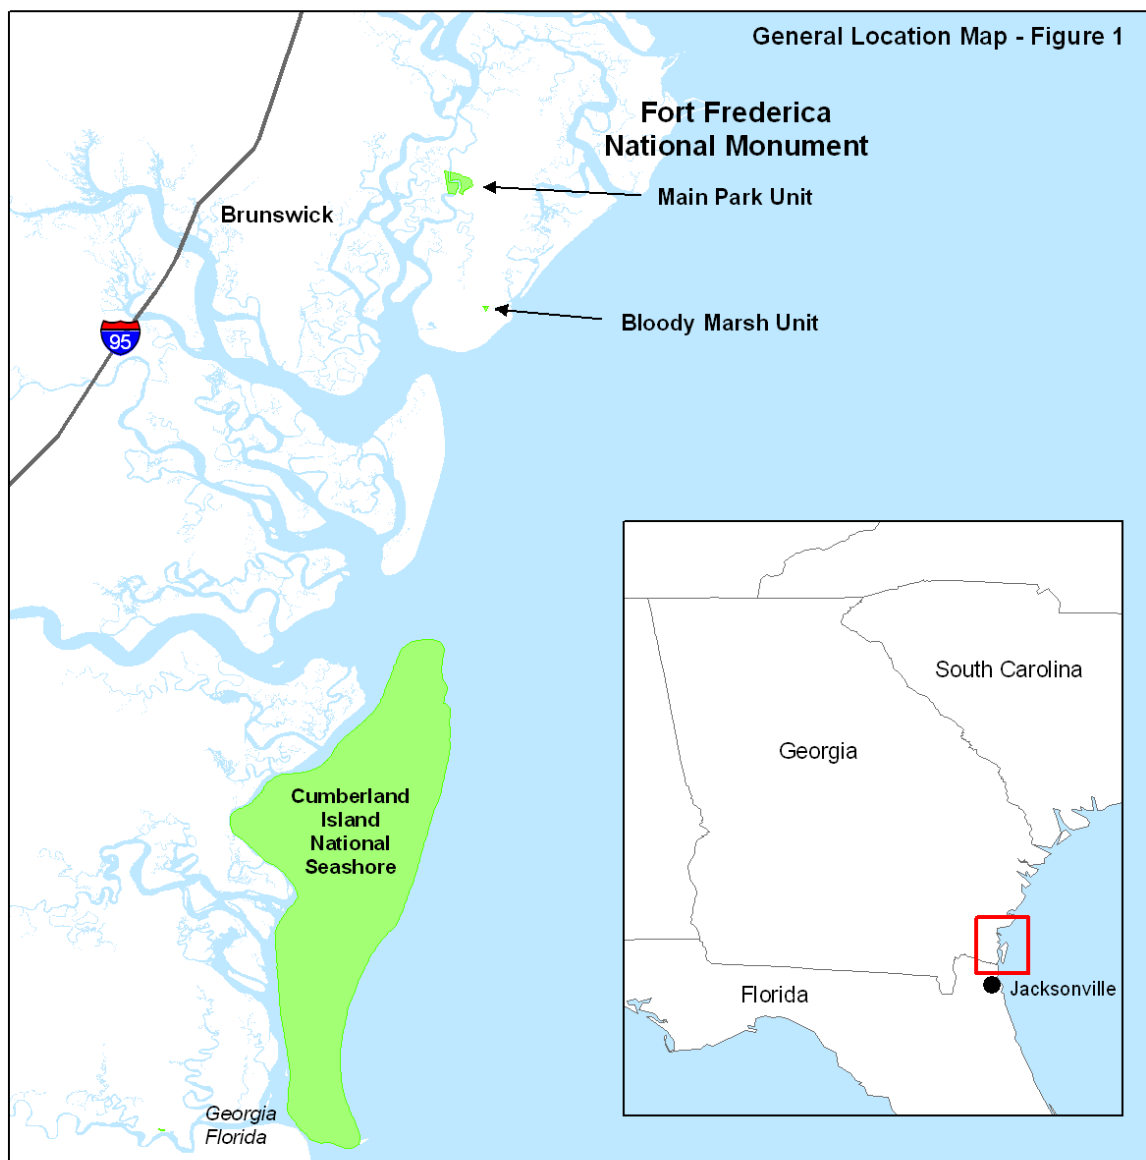 General Location Map - Figure 1
Fort Frederica
National Monument
Main Park Unit
Brunswick
Bloody Marsh Unit
95
South Carolina
Georgia
Cumberland
Island
National
Seashore
Florida
Jacksonville
Georgia
Florida